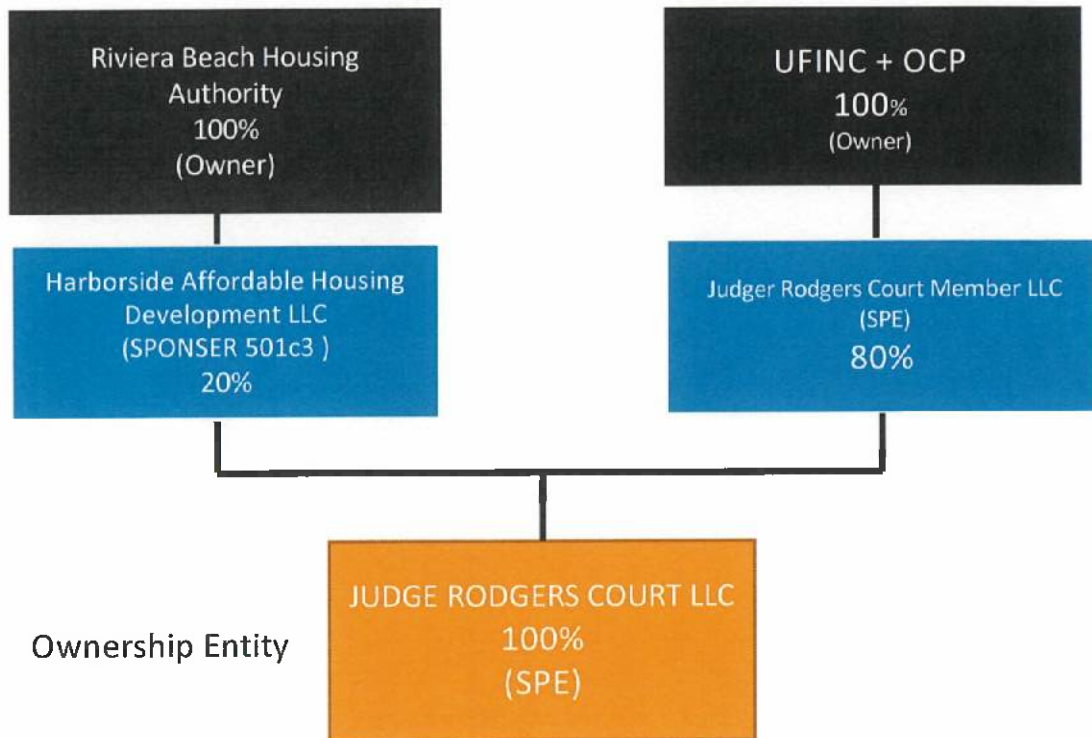 Riviera Beach Housing
Authority
100%
(Owner)
UFINC + OCP
100%
(Owner)
Harborside Affordable Housing
Development LLC
(SPONSER 501c3 )
20%
Judger Rodgers Court Member LLC
(SPE)
80%
JUDGE RODGERS COURT LLC
100%
(SPE)
Ownership Entity